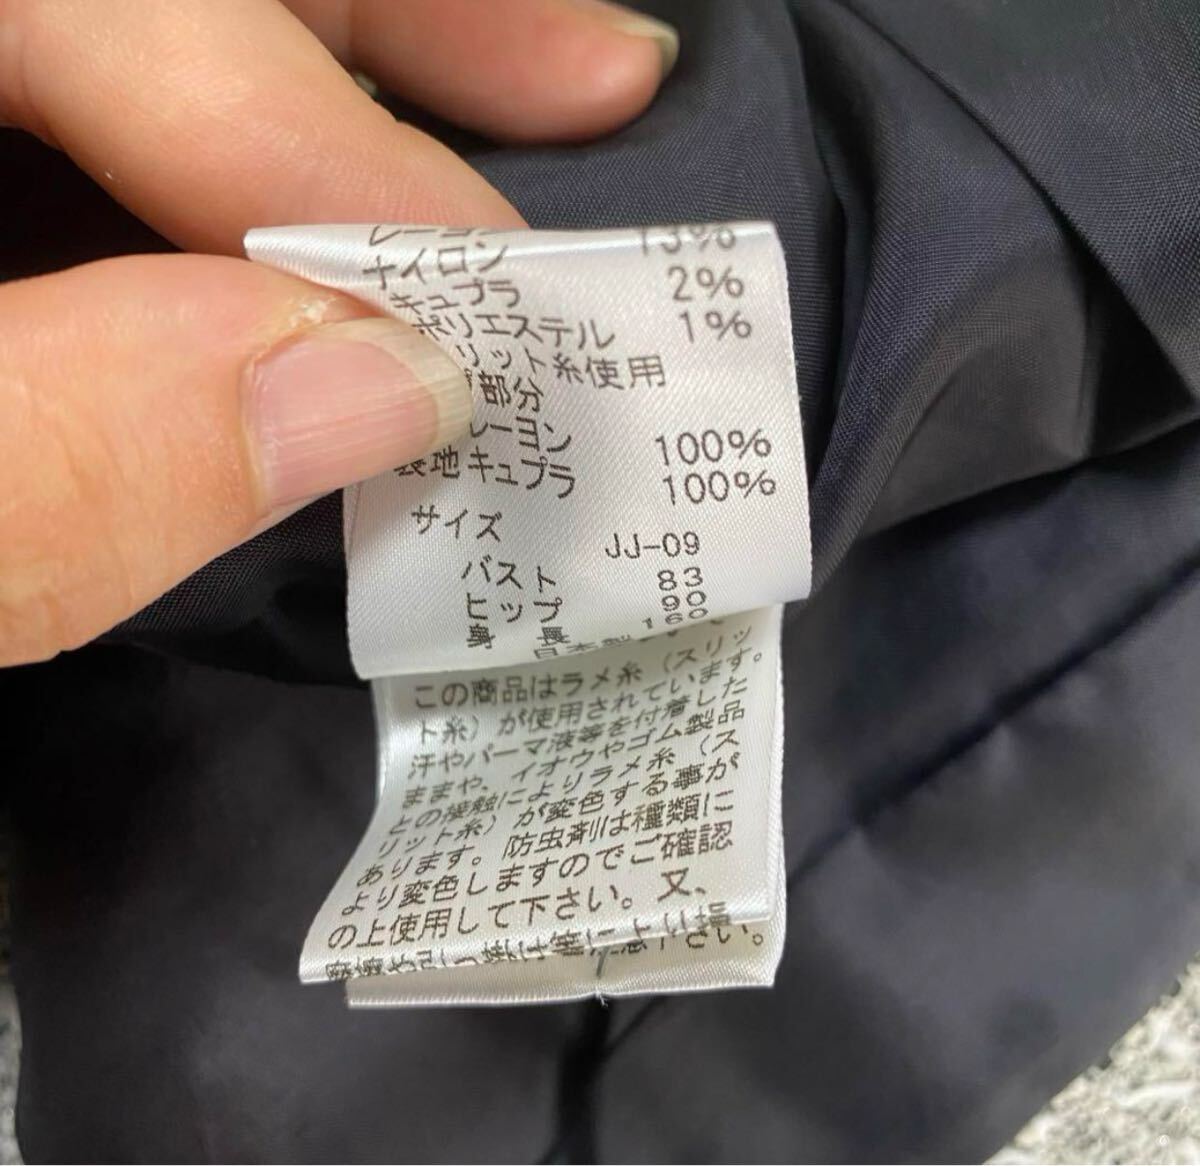 13%
ナイロン 2%
キュプラ 1%
ポリエステル
リット糸使用
部分
レーヨン 100%
裏地キュプラ 100%
サイズ
JJ-09
バスト 83
ヒップ 90
身長 160
この商品はラメ糸(スリッ
ト糸)が使用されています。
汗やパーマ液等を付着した
ままや、イオウやゴム製品
との接触によりラメ糸(ス
リット糸)が変色する事が
あります。防虫剤は種類に
より変色しますのでご確認
の上使用して下さい。又、
下さい。